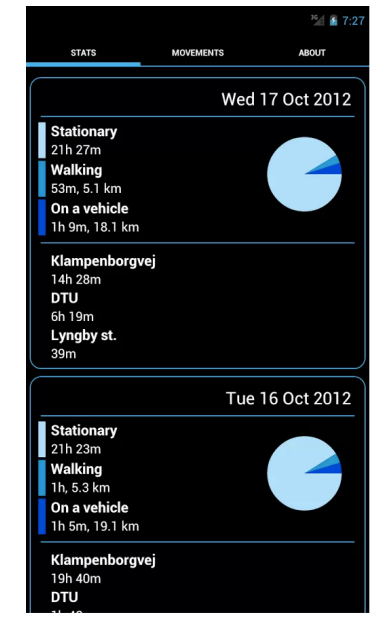 3G 7:27
STATS MOVEMENTS ABOUT
Wed 17 Oct 2012
Stationary
21h 27m
Walking
53m, 5.1 km
On a vehicle
1h 9m, 18.1 km
Klampenborgvej
14h 28m
DTU
6h 19m
Lyngby st.
39m
Tue 16 Oct 2012
Stationary
21h 23m
Walking
1h, 5.3 km
On a vehicle
1h 5m, 19.1 km
Klampenborgvej
19h 40m
DTU